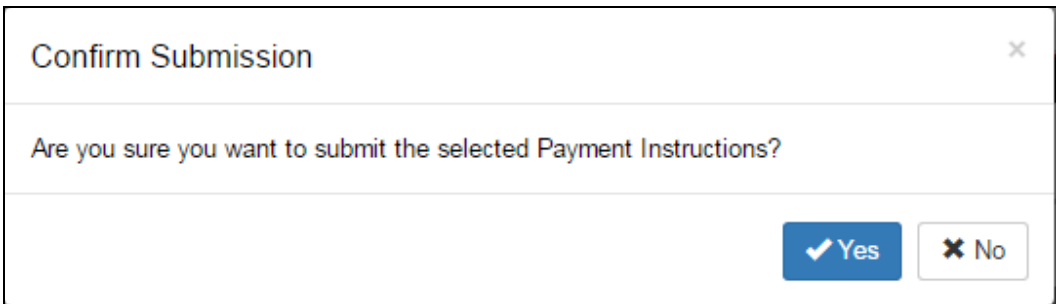 Confirm Submission
Are you sure you want to submit the selected Payment Instructions?
Yes
No